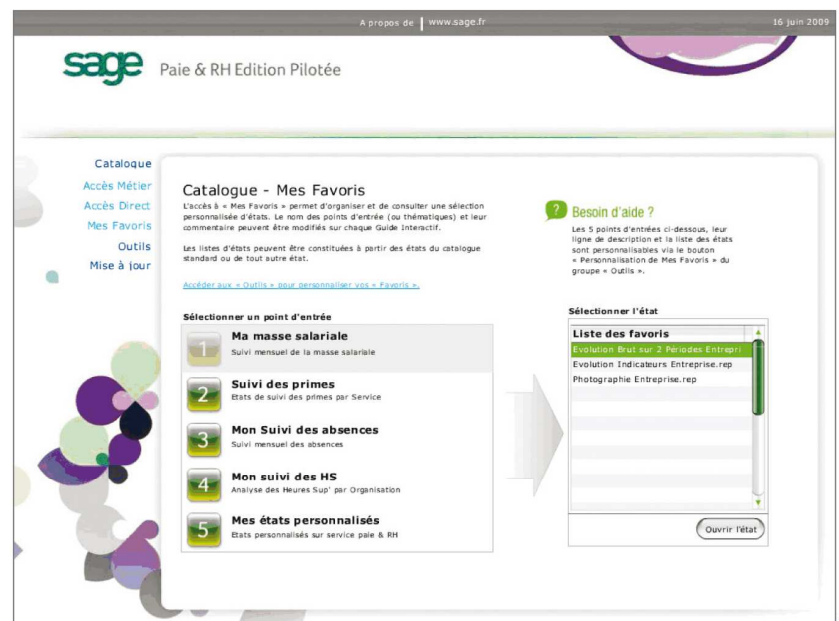 A propos de | www.sage.fr
16 juin 2009
sage
Paie & RH Edition Pilotée
Catalogue
Accès Métier
Accès Direct
Mes Favoris
Outils
Mise à jour
Catalogue - Mes Favoris
L'accès à « Mes Favoris » permet d'organiser et de consulter une sélection
personnalisée d'états. Le nom des points d'entrée (ou thématiques) et leur
commentaire peuvent être modifiés sur chaque Guide Interactif.
Les listes d'états peuvent être constituées à partir des états du catalogue
standard ou de tout autre état.
Accéder aux « Outils » pour personnaliser vos « Favoris ».
? Besoin d'aide ?
Les 5 points d'entrées ci-dessous, leur
ligne de description et la liste des états
sont personnalisables via le bouton
« Personnalisation de Mes Favoris » du
groupe « Outils ».
Sélectionner un point d'entrée
1 Ma masse salariale
Suivi mensuel de la masse salariale
2 Suivi des primes
Etats de suivi des primes par Service
3 Mon Suivi des absences
Suivi mensuel des absences
4 Mon suivi des HS
Analyse des Heures Sup' par Organisation
5 Mes états personnalisés
Etats personnalisés sur service paie & RH
Sélectionner l'état
Liste des favoris
Evolution Brut sur 2 Périodes Entrepri
Evolution Indicateurs Entreprise.rep
Photographie Entreprise.rep
Ouvrir l'état